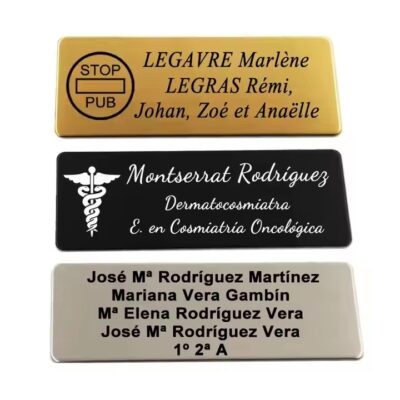 STOP
PUB
LEGAVRE Marlène
LEGRAS Rémi,
Johan, Zoé et Anaëlle
Montserrat Rodríguez
Dermatocosmiatra
E. en Cosmiatría Oncológica
José Mª Rodríguez Martínez
Mariana Vera Gambín
Mª Elena Rodríguez Vera
José Mª Rodríguez Vera
1º 2ª A